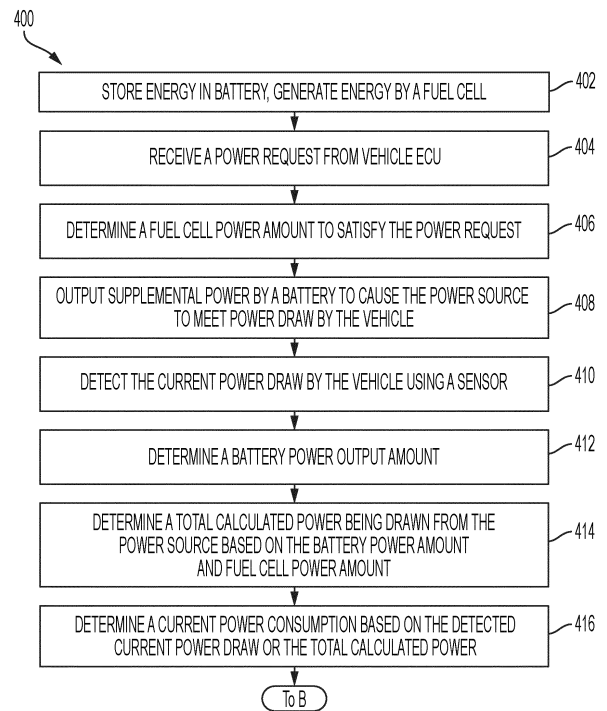 400
STORE ENERGY IN BATTERY, GENERATE ENERGY BY A FUEL CELL
402
RECEIVE A POWER REQUEST FROM VEHICLE ECU
404
DETERMINE A FUEL CELL POWER AMOUNT TO SATISFY THE POWER REQUEST
406
OUTPUT SUPPLEMENTAL POWER BY A BATTERY TO CAUSE THE POWER SOURCE
TO MEET POWER DRAW BY THE VEHICLE
408
DETECT THE CURRENT POWER DRAW BY THE VEHICLE USING A SENSOR
410
DETERMINE A BATTERY POWER OUTPUT AMOUNT
412
DETERMINE A TOTAL CALCULATED POWER BEING DRAWN FROM THE
POWER SOURCE BASED ON THE BATTERY POWER AMOUNT
AND FUEL CELL POWER AMOUNT
414
DETERMINE A CURRENT POWER CONSUMPTION BASED ON THE DETECTED
CURRENT POWER DRAW OR THE TOTAL CALCULATED POWER
416
To B